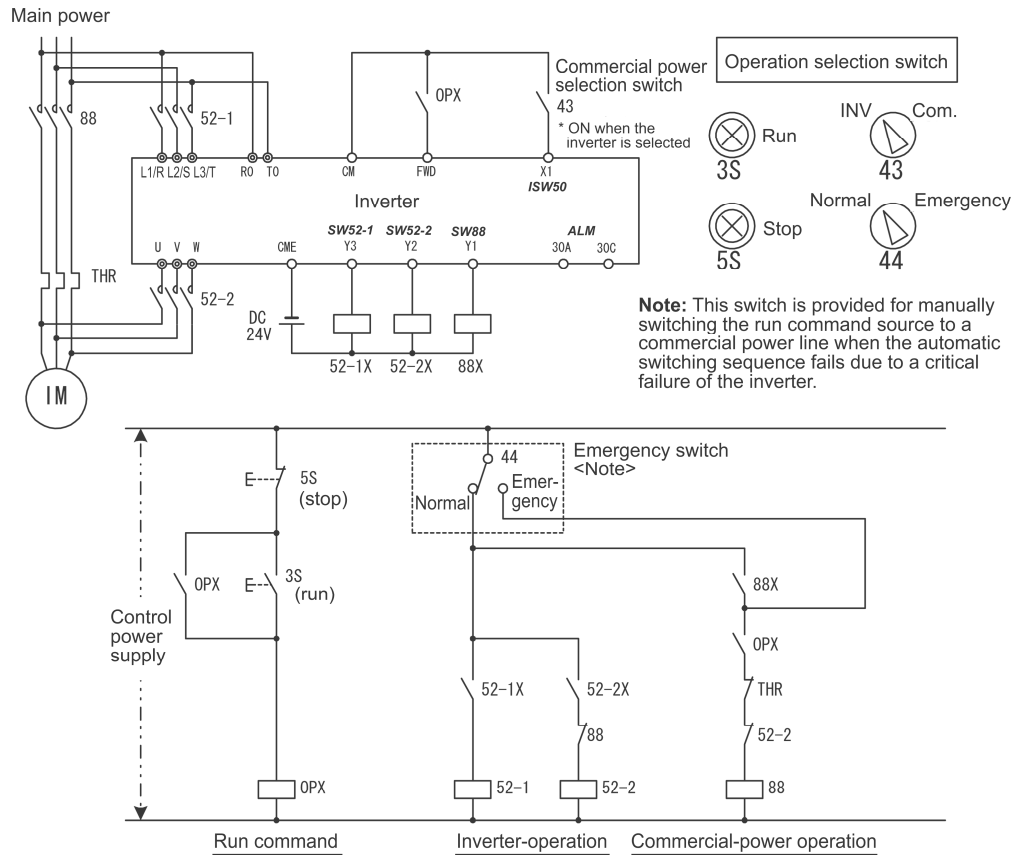 Main power
88
52-1
OPX
Commercial power
selection switch
43
* ON when the
inverter is selected
Operation selection switch
Run
3S
INV
Com.
43
Stop
5S
Normal
Emergency
44
L1/R L2/S L3/T
R0
T0
CM
FWD
X1
ISW50
Inverter
SW52-1
SW52-2
SW88
ALM
U
V
W
CME
Y3
Y2
Y1
30A
30C
THR
52-2
DC
24V
52-1X
52-2X
88X
IM
Note: This switch is provided for manually
switching the run command source to a
commercial power line when the automatic
switching sequence fails due to a critical
failure of the inverter.
Control
power
supply
5S
(stop)
OPX
3S
(run)
OPX
44
Normal
Emer-
gency
Emergency switch
<Note>
52-1X
52-2X
88
52-1
52-2
88X
OPX
THR
52-2
88
Run command
Inverter-operation
Commercial-power operation